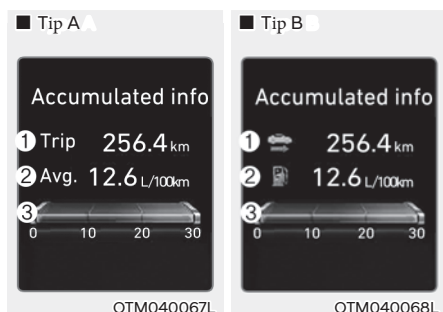 ■ Tip A
Accumulated info
① Trip 256.4 km
② Avg. 12.6 L/100km
③
0 10 20 30
OTM040067L
■ Tip B
Accumulated info
① 256.4 km
② 12.6 L/100km
③
0 10 20 30
OTM040068L